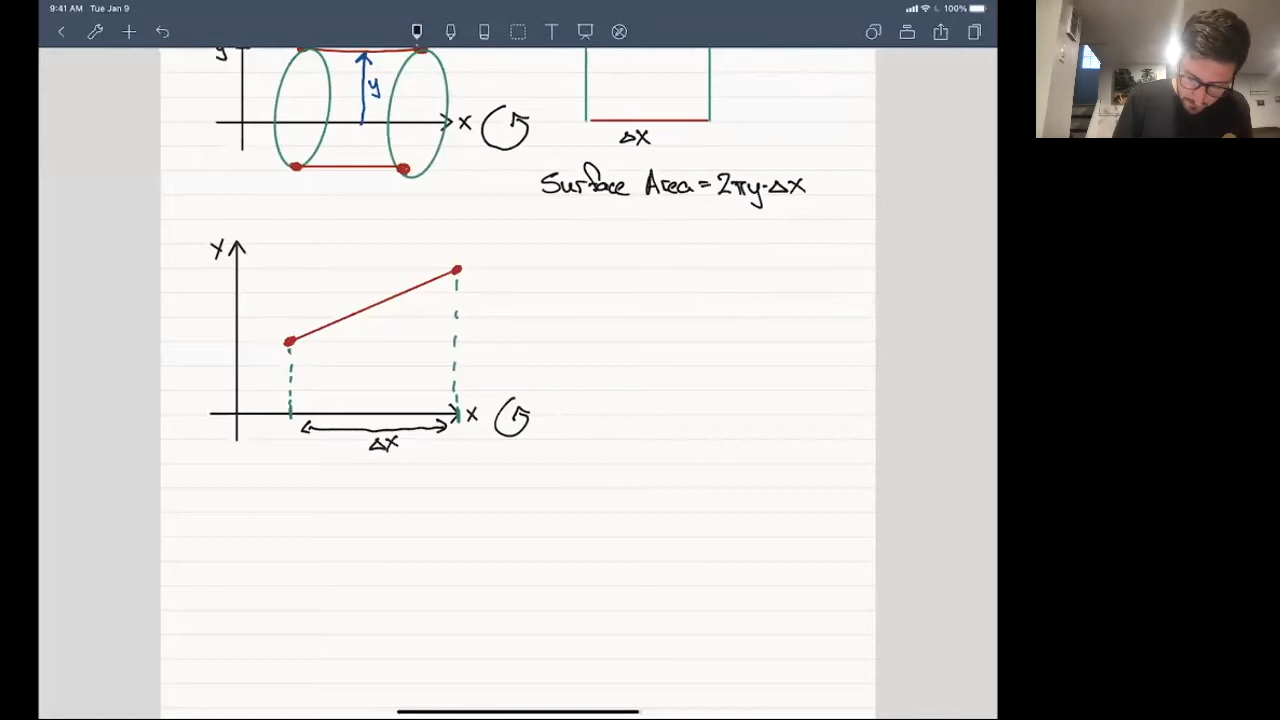 9:41 AM Tue Jan 9
100%
T
y
y
x
Δx
Surface Area = 2πy·Δx
y
x
Δx